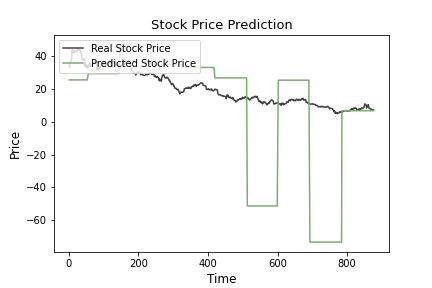 Stock Price Prediction
Real Stock Price
Predicted Stock Price
Price
40
20
0
−20
−40
−60
0 200 400 600 800
Time